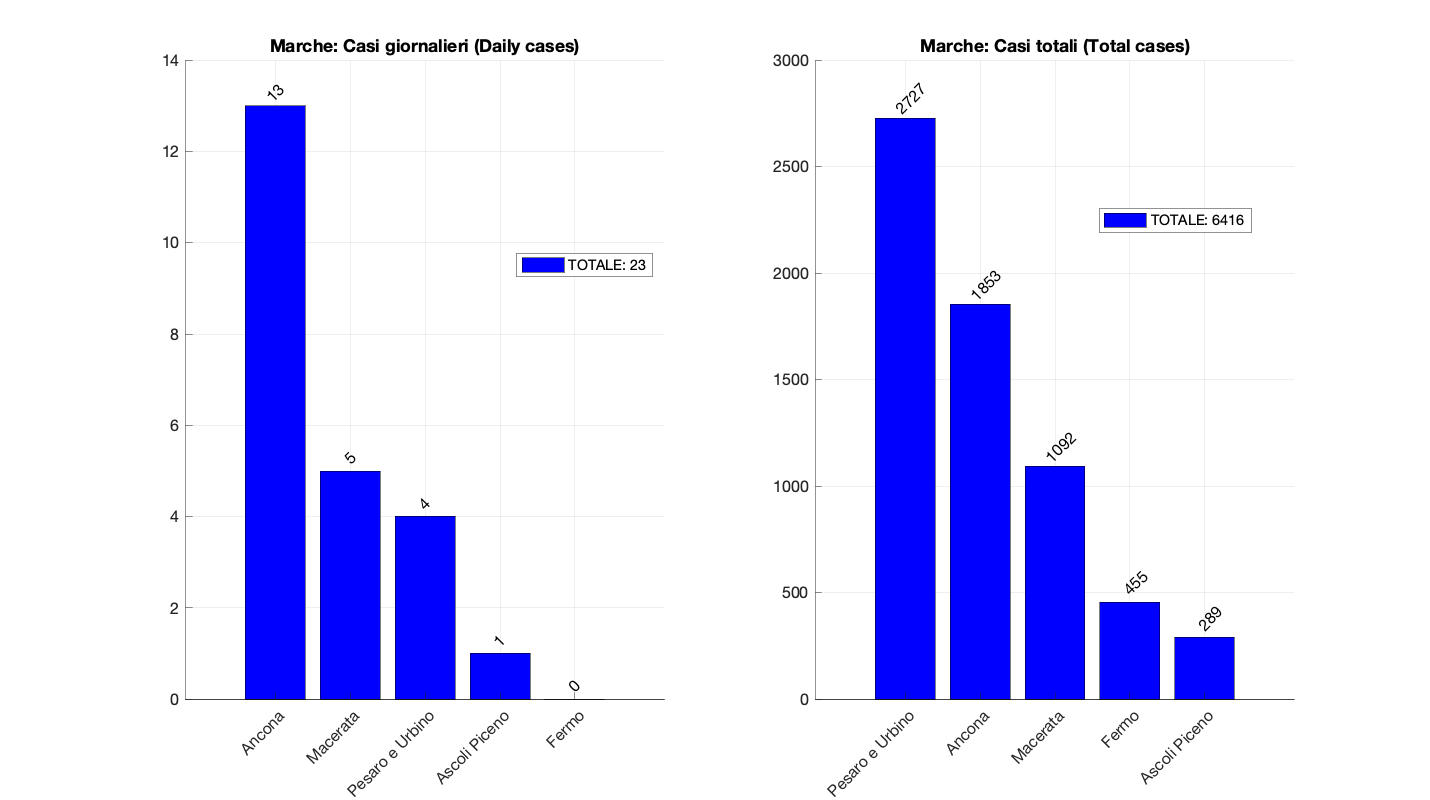 Marche: Casi giornalieri (Daily cases)
14
12
10
8
6
4
2
0
13
5
4
1
0
TOTALE: 23
Ancona
Macerata
Pesaro e Urbino
Ascoli Piceno
Fermo
Marche: Casi totali (Total cases)
3000
2500
2000
1500
1000
500
0
2727
1853
1092
455
289
TOTALE: 6416
Pesaro e Urbino
Ancona
Macerata
Fermo
Ascoli Piceno